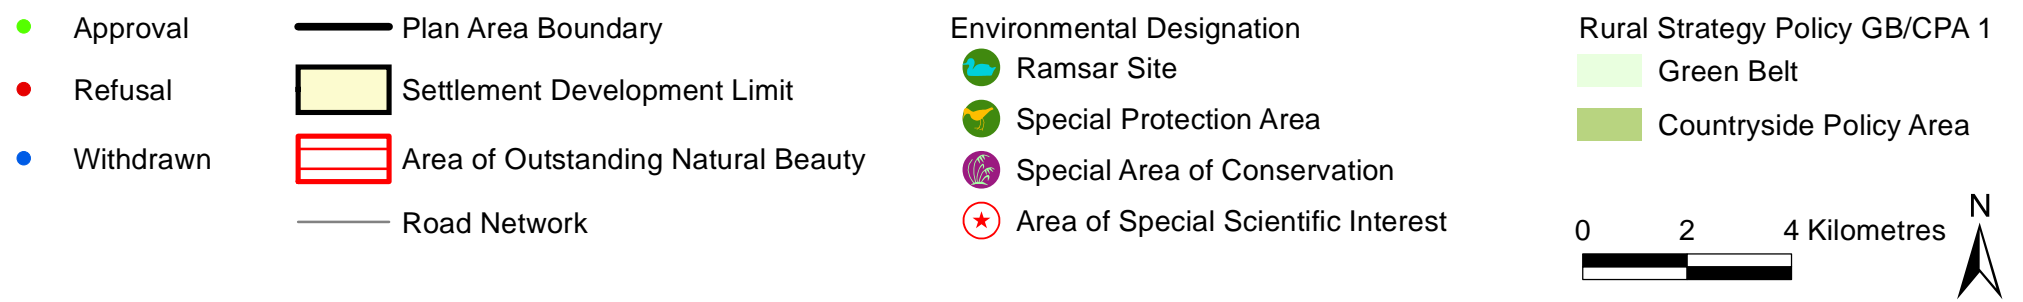 Approval
Refusal
Withdrawn
Plan Area Boundary
Settlement Development Limit
Area of Outstanding Natural Beauty
Road Network
Environmental Designation
Ramsar Site
Special Protection Area
Special Area of Conservation
Area of Special Scientific Interest
Rural Strategy Policy GB/CPA 1
Green Belt
Countryside Policy Area
0 2 4 Kilometres
N